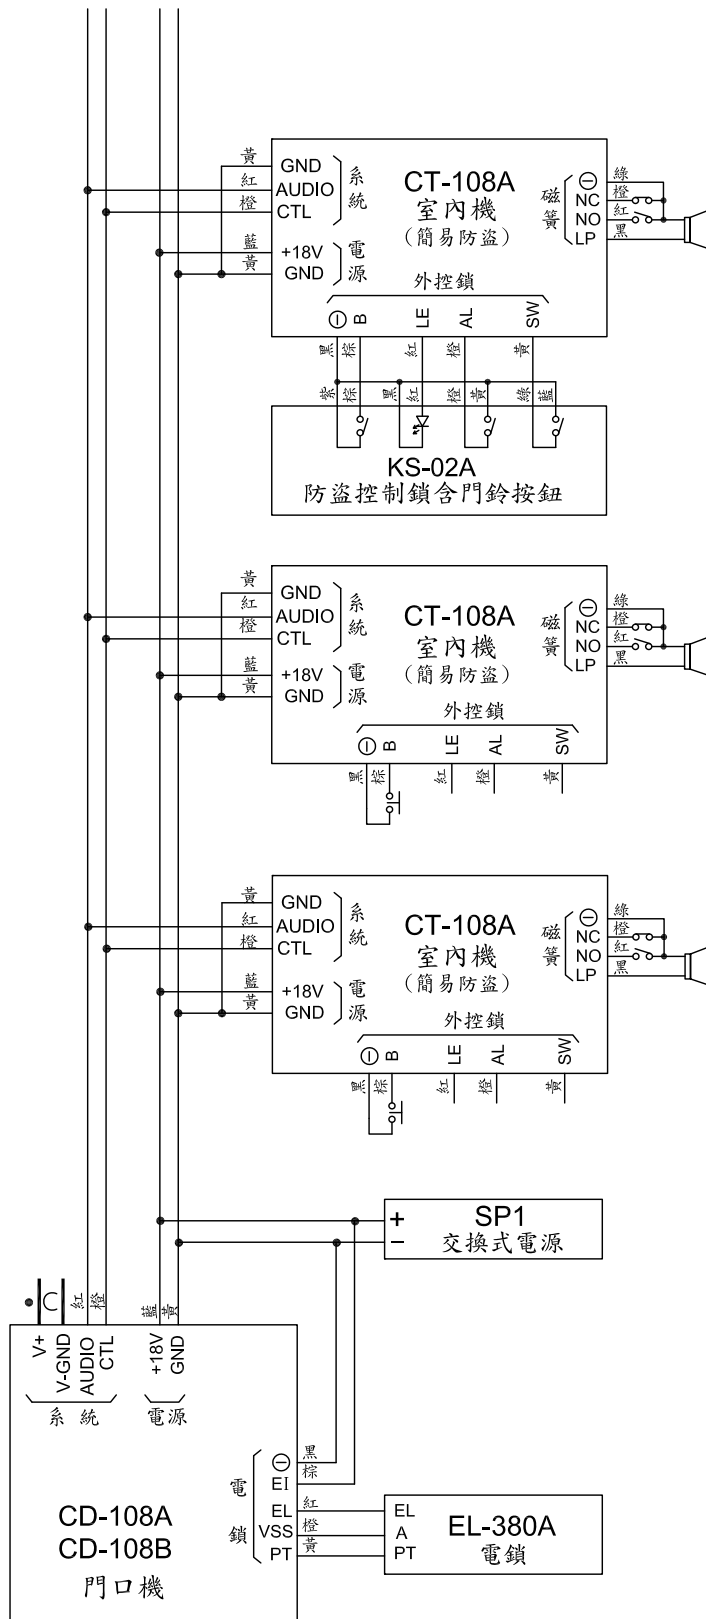 黃 GND
紅 AUDIO
橙 CTL
系統
藍 +18V
黃 GND
電源
CT-108A
室內機
(簡易防盜)
磁簧
⊖ 綠
NC 橙
NO 紅
LP 黑
外控鎖
⊖ B LE AL SW
黑 棕 紅 橙 黃
紫 棕 黑 紅 橙 黃 綠 藍
KS-02A
防盜控制鎖含門鈴按鈕
黃 GND
紅 AUDIO
橙 CTL
系統
藍 +18V
黃 GND
電源
CT-108A
室內機
(簡易防盜)
磁簧
⊖ 綠
NC 橙
NO 紅
LP 黑
外控鎖
⊖ B LE AL SW
黑 棕 紅 橙 黃
黃 GND
紅 AUDIO
橙 CTL
系統
藍 +18V
黃 GND
電源
CT-108A
室內機
(簡易防盜)
磁簧
⊖ 綠
NC 橙
NO 紅
LP 黑
外控鎖
⊖ B LE AL SW
黑 棕 紅 橙 黃
+ SP1
- 交換式電源
紅 橙 藍 黃
V+ V-GND AUDIO CTL +18V GND
系統 電源
電鎖
⊖ 黑
EI 棕
EL 紅
VSS 橙
PT 黃
CD-108A
CD-108B
門口機
EL
A
PT
EL-380A
電鎖